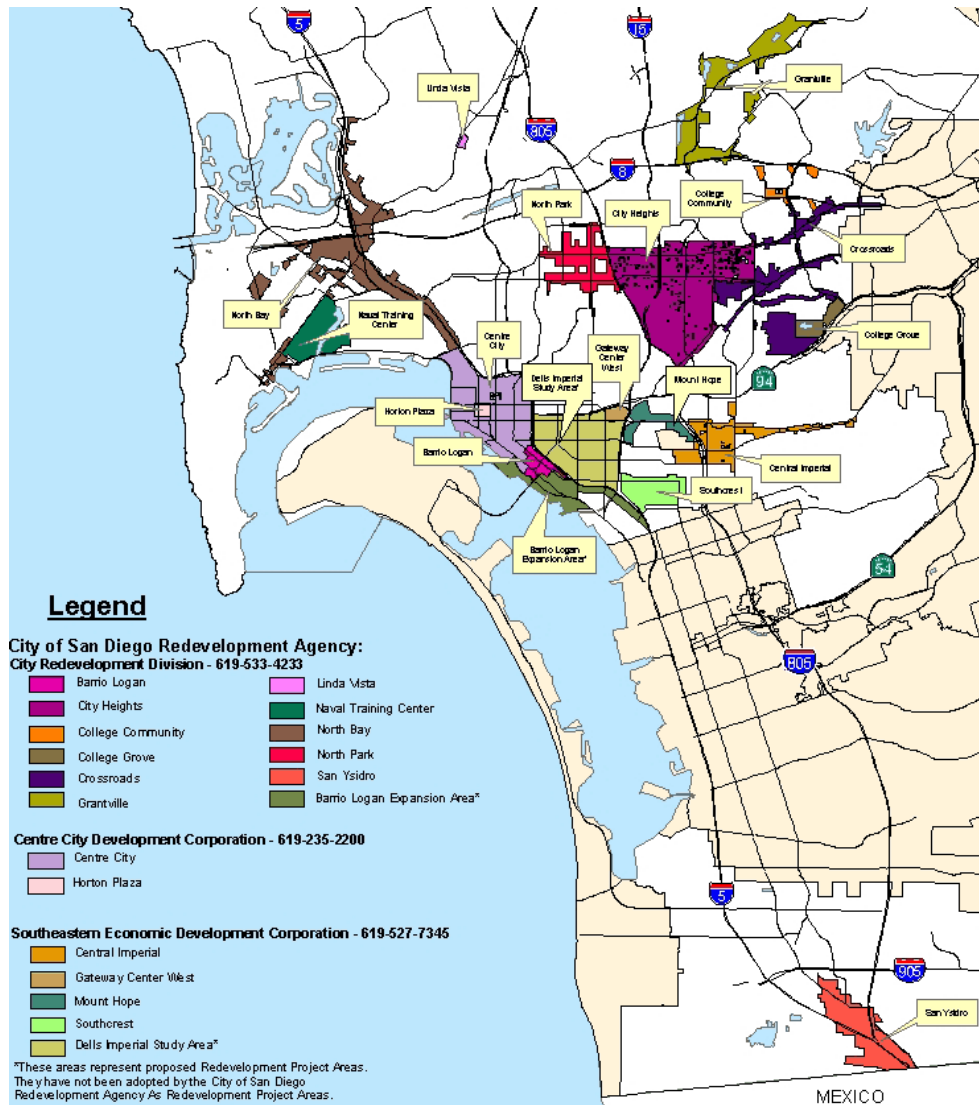 5
15
Linda Vista
Grantville
805
8
College
Community
North Park
City Heights
Crossroads
North Bay
Naval Training
Center
Centre
City
Gateway
Center
West
College Grove
Dells Imperial
Study Area*
Mount Hope
94
Horton Plaza
Barrio Logan
Central Imperial
Southcrest
Barrio Logan
Expansion Area*
54
Legend
805
City of San Diego Redevelopment Agency:
City Redevelopment Division - 619-533-4233
Barrio Logan
Linda Vista
City Heights
Naval Training Center
College Community
North Bay
College Grove
North Park
Crossroads
San Ysidro
Grantville
Barrio Logan Expansion Area*
Centre City Development Corporation - 619-235-2200
Centre City
Horton Plaza
5
Southeastern Economic Development Corporation - 619-527-7345
Central Imperial
Gateway Center West
905
Mount Hope
San Ysidro
Southcrest
Dells Imperial Study Area*
*These areas represent proposed Redevelopment Project Areas.
They have not been adopted by the City of San Diego
Redevelopment Agency As Redevelopment Project Areas.
MEXICO